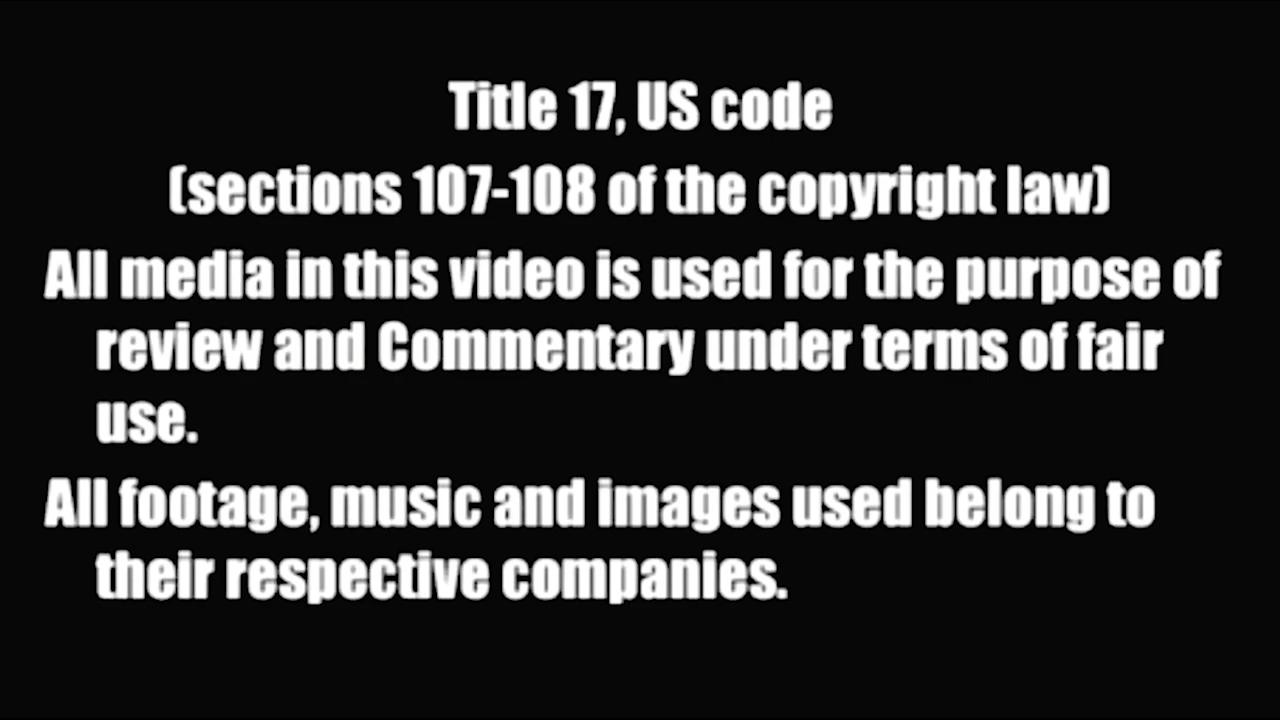 Title 17, US code
(sections 107-108 of the copyright law)
All media in this video is used for the purpose of
review and Commentary under terms of fair
use.
All footage, music and images used belong to
their respective companies.